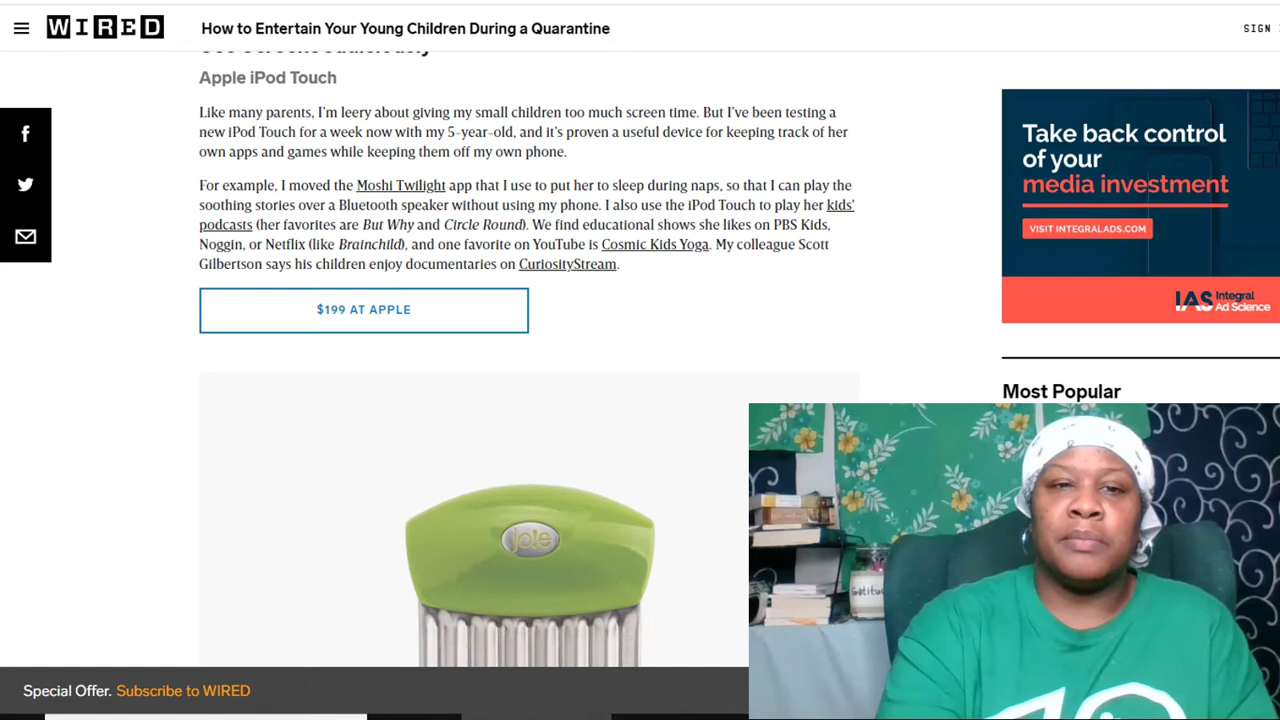 WIRED
How to Entertain Your Young Children During a Quarantine
SIGN
Apple iPod Touch
Like many parents, I'm leery about giving my small children too much screen time. But I've been testing a
new iPod Touch for a week now with my 5-year-old, and it's proven a useful device for keeping track of her
own apps and games while keeping them off my own phone.
For example, I moved the Moshi Twilight app that I use to put her to sleep during naps, so that I can play the
soothing stories over a Bluetooth speaker without using my phone. I also use the iPod Touch to play her kids'
podcasts (her favorites are But Why and Circle Round). We find educational shows she likes on PBS Kids,
Noggin, or Netflix (like Brainchild), and one favorite on YouTube is Cosmic Kids Yoga. My colleague Scott
Gilbertson says his children enjoy documentaries on CuriosityStream.
$199 AT APPLE
jo!e
Special Offer. Subscribe to WIRED
Take back control
of your
media investment
VISIT INTEGRALADS.COM
IAS Integral
Ad Science
Most Popular